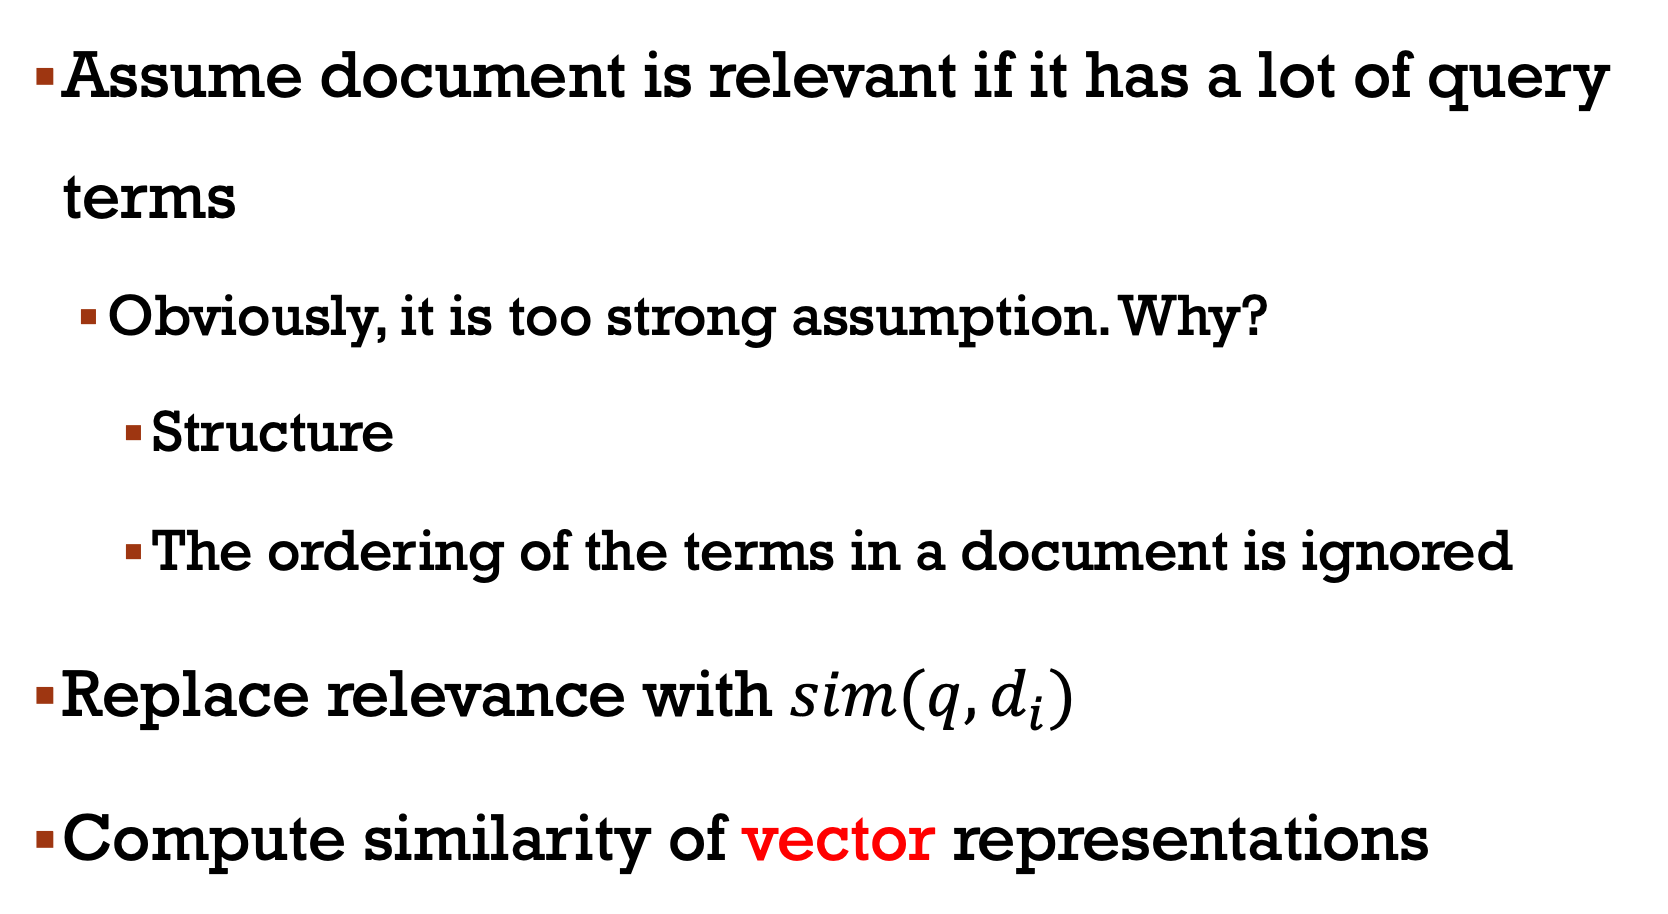 ▪Assume document is relevant if it has a lot of query
terms
▪Obviously, it is too strong assumption. Why?
▪Structure
▪The ordering of the terms in a document is ignored
▪Replace relevance with 𝑠𝑖𝑚(𝑞, 𝑑ᵢ)
▪Compute similarity of vector representations